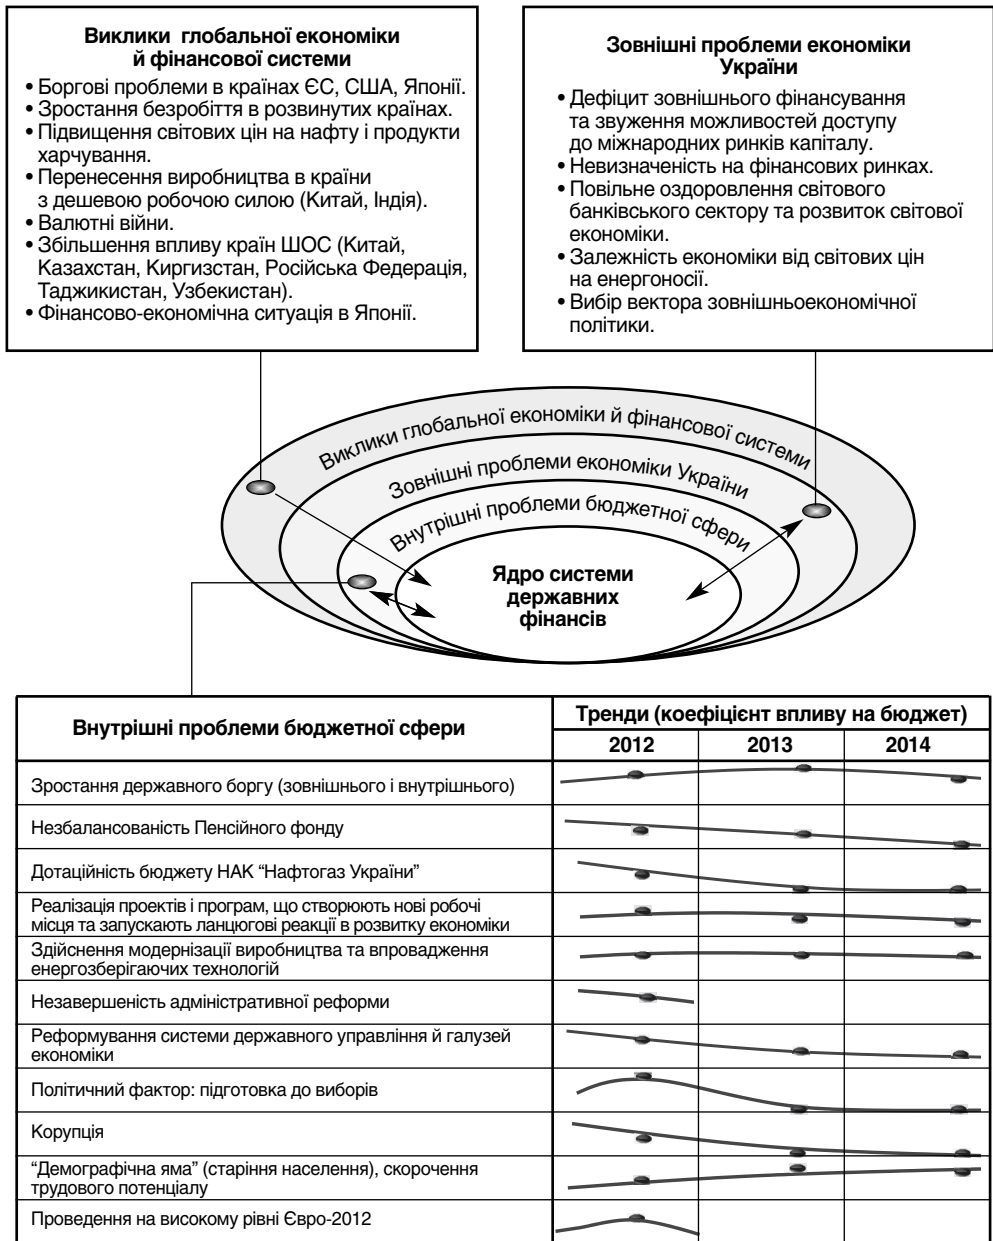 Виклики глобальної економіки
й фінансової системи
• Боргові проблеми в країнах ЄС, США, Японії.
• Зростання безробіття в розвинутих країнах.
• Підвищення світових цін на нафту і продукти
харчування.
• Перенесення виробництва в країни
з дешевою робочою силою (Китай, Індія).
• Валютні війни.
• Збільшення впливу країн ШОС (Китай,
Казахстан, Киргизстан, Російська Федерація,
Таджикистан, Узбекистан).
• Фінансово-економічна ситуація в Японії.
Зовнішні проблеми економіки
України
• Дефіцит зовнішнього фінансування
та звуження можливостей доступу
до міжнародних ринків капіталу.
• Невизначеність на фінансових ринках.
• Повільне оздоровлення світового
банківського сектору та розвиток світової
економіки.
• Залежність економіки від світових цін
на енергоносії.
• Вибір вектора зовнішньоекономічної
політики.
Виклики глобальної економіки й фінансової системи
Зовнішні проблеми економіки України
Внутрішні проблеми бюджетної сфери
Ядро системи
державних
фінансів
Внутрішні проблеми бюджетної сфери
Тренди (коефіцієнт впливу на бюджет)
2012 2013 2014
Зростання державного боргу (зовнішнього і внутрішнього)
Незбалансованість Пенсійного фонду
Дотаційність бюджету НАК “Нафтогаз України”
Реалізація проектів і програм, що створюють нові робочі
місця та запускають ланцюгові реакції в розвитку економіки
Здійснення модернізації виробництва та впровадження
енергозберігаючих технологій
Незавершеність адміністративної реформи
Реформування системи державного управління й галузей
економіки
Політичний фактор: підготовка до виборів
Корупція
“Демографічна яма” (старіння населення), скорочення
трудового потенціалу
Проведення на високому рівні Євро-2012